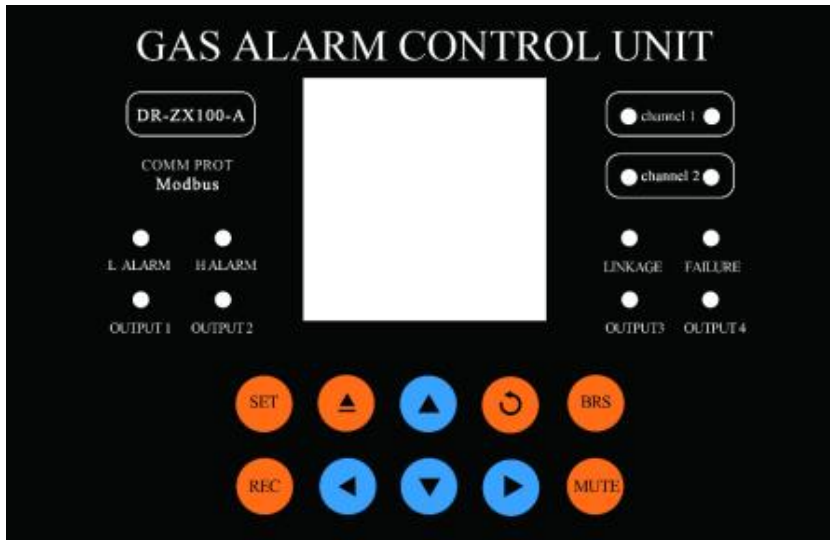 GAS ALARM CONTROL UNIT
DR-ZX100-A
channel 1
COMM PROT
Modbus
channel 2
L ALARM
H ALARM
LINKAGE
FAILURE
OUTPUT 1
OUTPUT 2
OUTPUT3
OUTPUT 4
SET
BRS
REC
MUTE